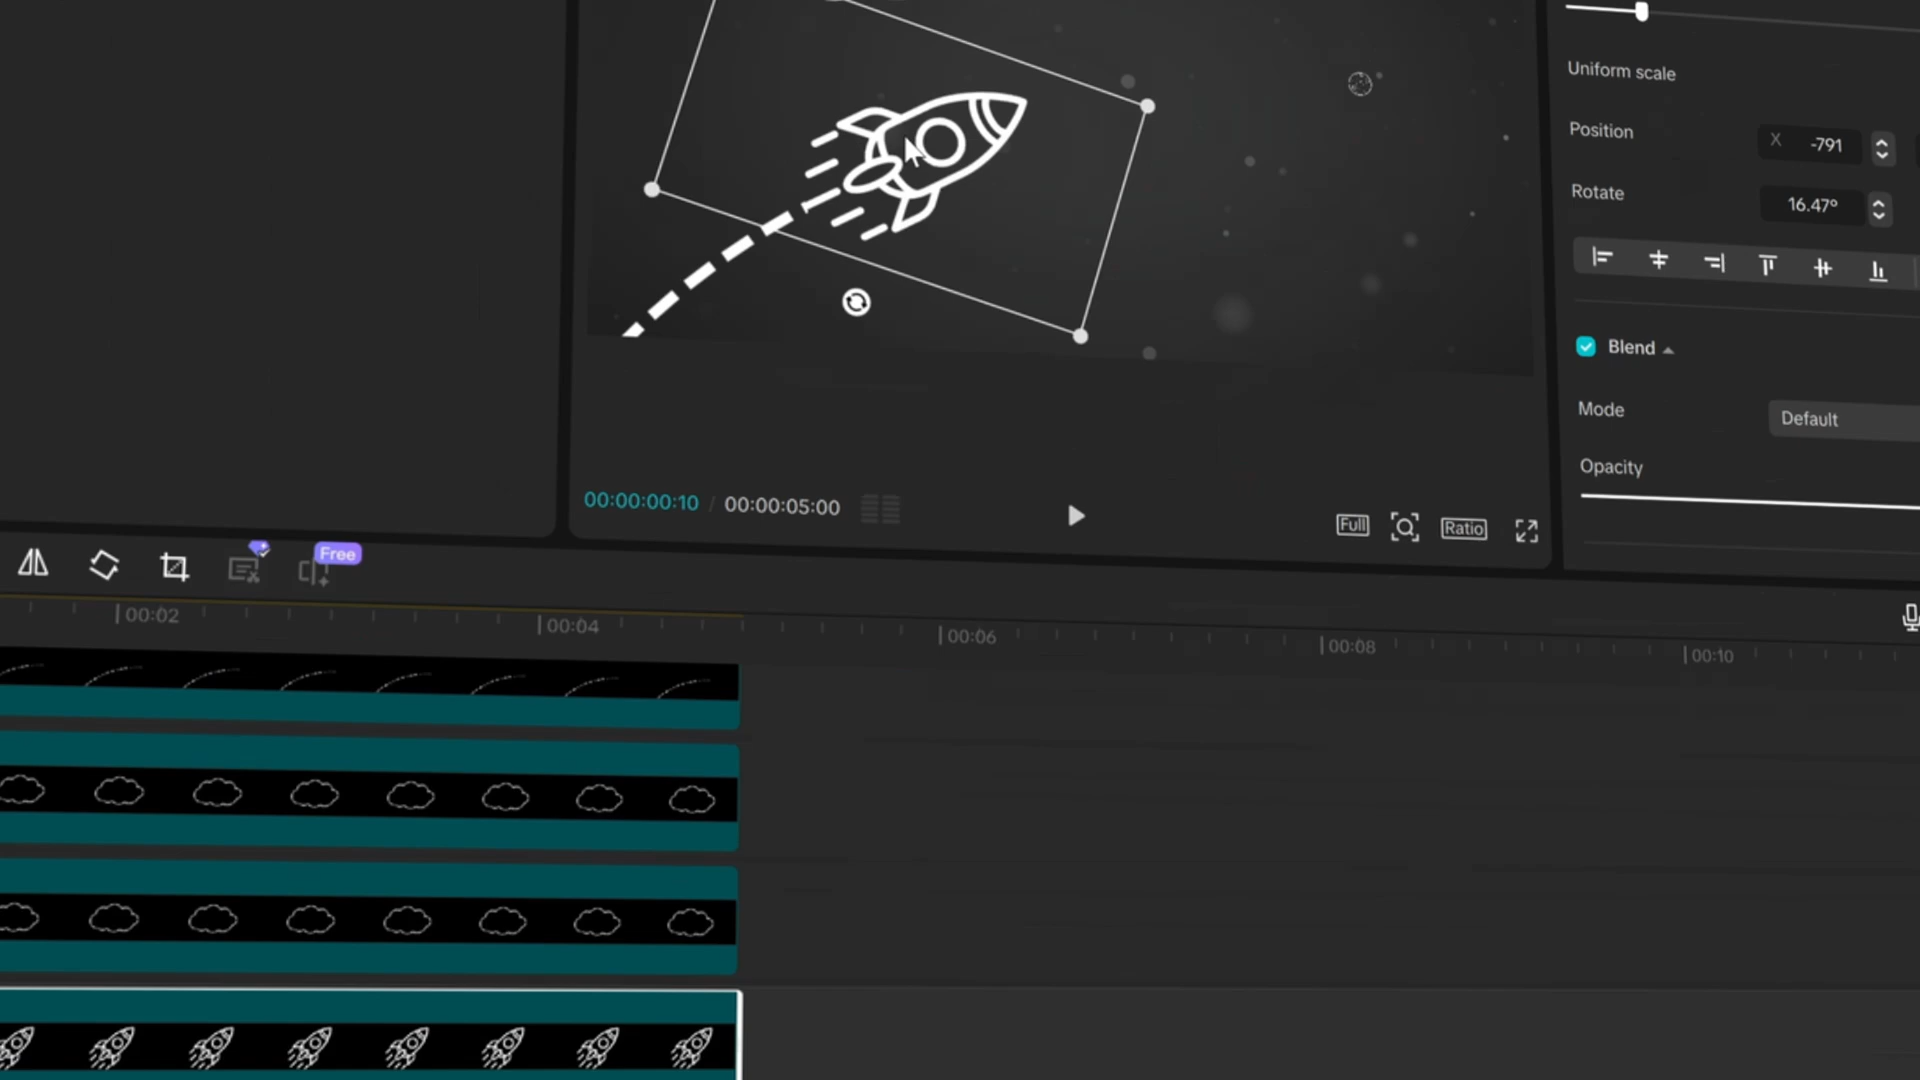 Uniform scale
Position X -791
Rotate 16.47°
Blend
Mode Default
Opacity
00:00:00:10 / 00:00:05:00
Full
Ratio
Free
00:02 00:04 00:06 00:08 00:10